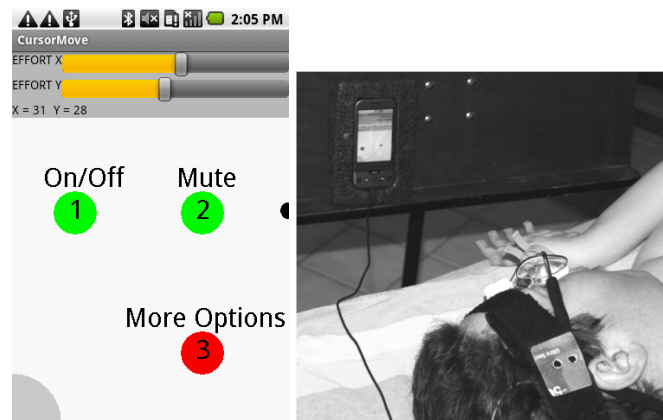 2:05 PM
CursorMove
EFFORT X
EFFORT Y
X = 31 Y = 28
On/Off
Mute
1
2
More Options
3